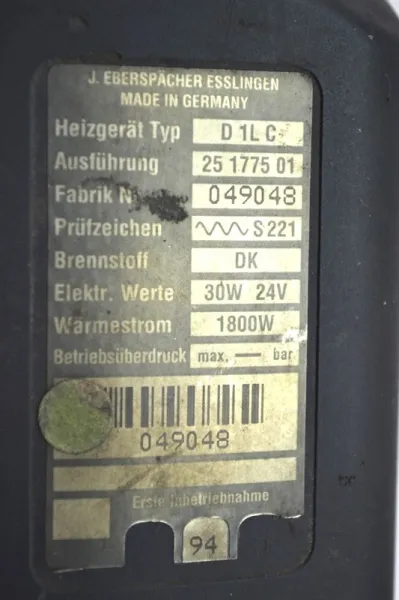 J. EBERSPÄCHER ESSLINGEN
MADE IN GERMANY
Heizgerät Typ D 1L C
Ausführung 25 1775 01
Fabrik N 049048
Prüfzeichen S 221
Brennstoff DK
Elektr. Werte 30W 24V
Wärmestrom 1800W
Betriebsüberdruck max. — bar
049048
Erste Inbetriebnahme
94